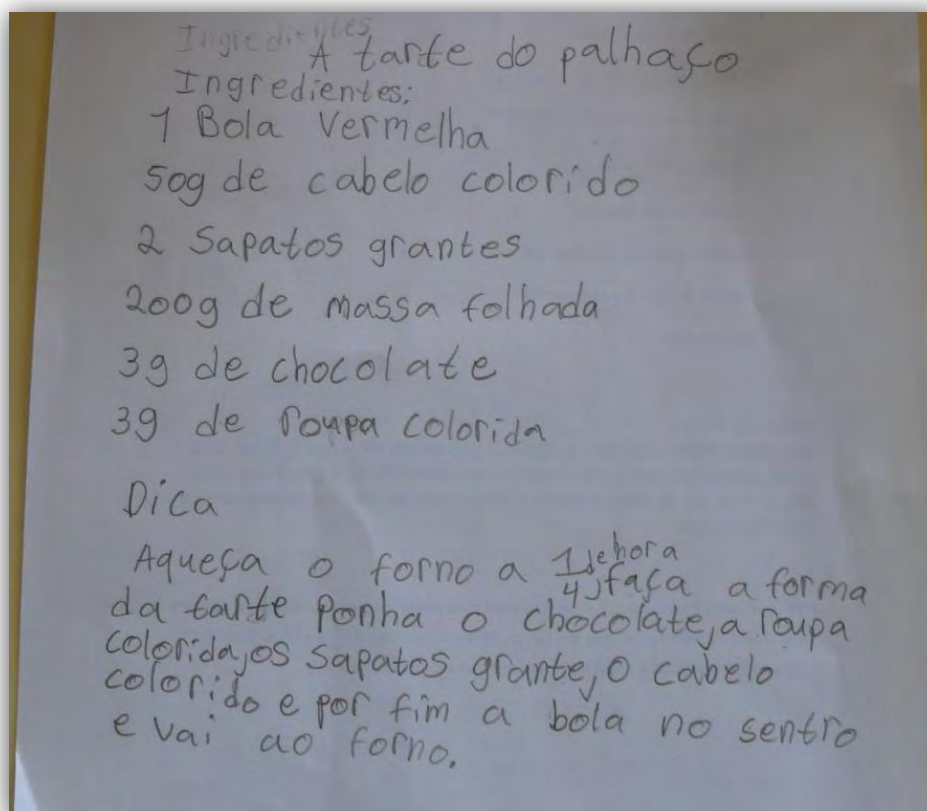 Ingredientes
A tarte do palhaço
Ingredientes:
1 Bola Vermelha
50g de cabelo colorido
2 Sapatos grantes
200g de massa folhada
3g de chocolate
3g de roupa colorida
Dica
Aqueça o forno a 1/4 de hora, faça a forma
da tarte Ponha o chocolate, a roupa
colorida, os sapatos grante, o cabelo
colorido e por fim a bola no sentro
e vai ao forno.